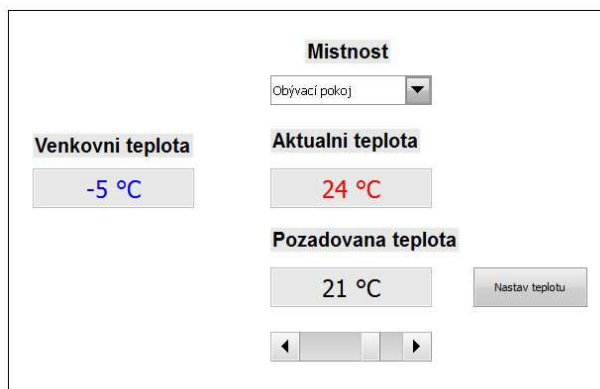 Mistnost
Obývací pokoj
Venkovni teplota
-5 °C
Aktualni teplota
24 °C
Pozadovana teplota
21 °C
Nastav teplotu